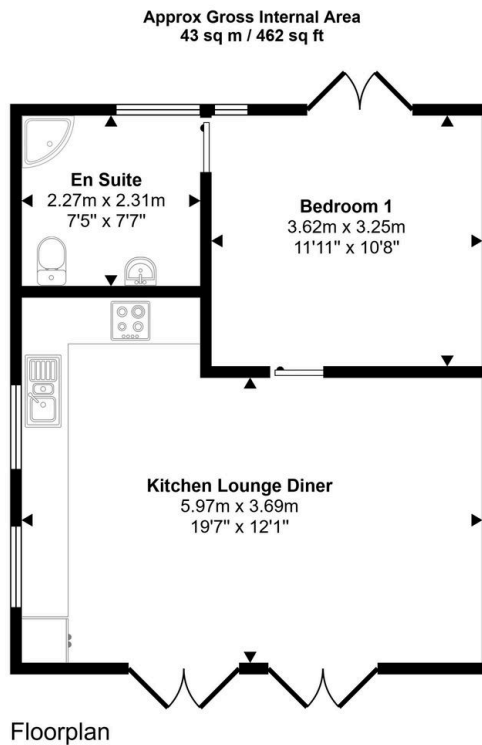 Approx Gross Internal Area
43 sq m / 462 sq ft
En Suite
2.27m x 2.31m
7'5" x 7'7"
Bedroom 1
3.62m x 3.25m
11'11" x 10'8"
Kitchen Lounge Diner
5.97m x 3.69m
19'7" x 12'1"
Floorplan